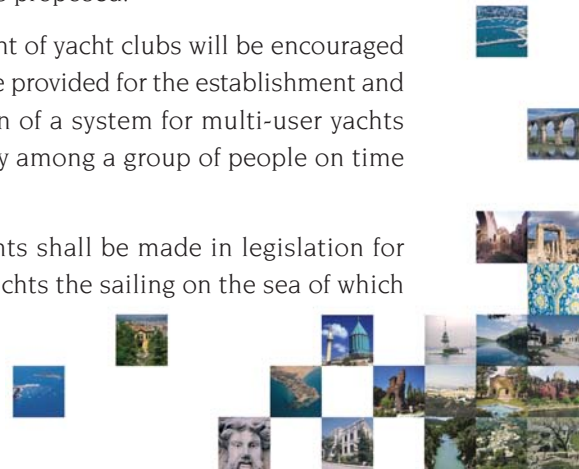 proposed.
nt of yacht clubs will be encouraged
e provided for the establishment and
n of a system for multi-user yachts
y among a group of people on time
nts shall be made in legislation for
chts the sailing on the sea of which